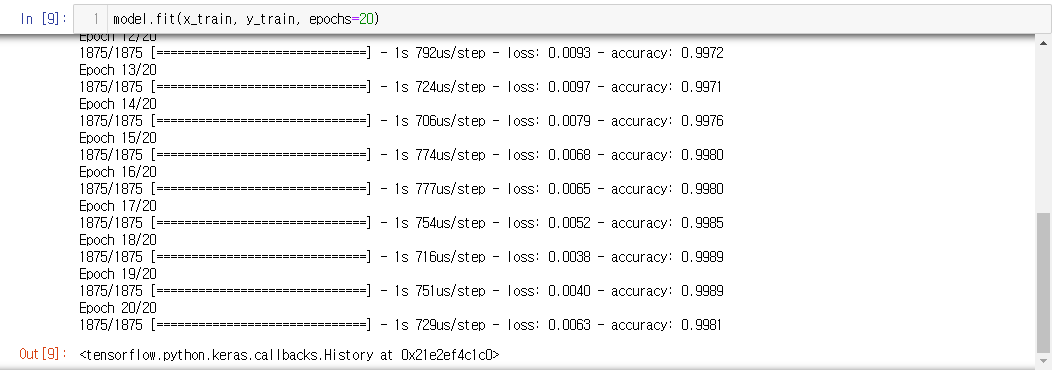 In [9]: 1 model.fit(x_train, y_train, epochs=20)
Epoch 12/20
1875/1875 [==============================] - 1s 792us/step - loss: 0.0093 - accuracy: 0.9972
Epoch 13/20
1875/1875 [==============================] - 1s 724us/step - loss: 0.0097 - accuracy: 0.9971
Epoch 14/20
1875/1875 [==============================] - 1s 706us/step - loss: 0.0079 - accuracy: 0.9976
Epoch 15/20
1875/1875 [==============================] - 1s 774us/step - loss: 0.0068 - accuracy: 0.9980
Epoch 16/20
1875/1875 [==============================] - 1s 777us/step - loss: 0.0065 - accuracy: 0.9980
Epoch 17/20
1875/1875 [==============================] - 1s 754us/step - loss: 0.0052 - accuracy: 0.9985
Epoch 18/20
1875/1875 [==============================] - 1s 716us/step - loss: 0.0038 - accuracy: 0.9989
Epoch 19/20
1875/1875 [==============================] - 1s 751us/step - loss: 0.0040 - accuracy: 0.9989
Epoch 20/20
1875/1875 [==============================] - 1s 729us/step - loss: 0.0063 - accuracy: 0.9981
Out[9]: <tensorflow.python.keras.callbacks.History at 0x21e2ef4c1c0>